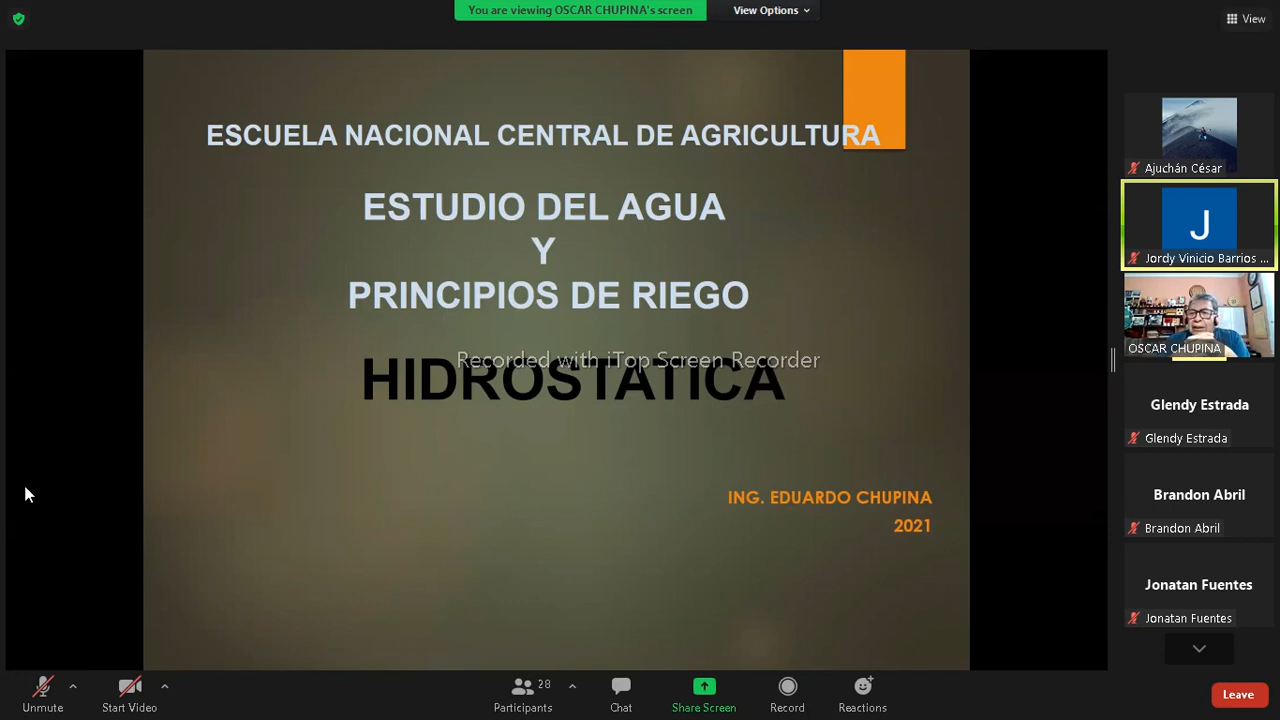 You are viewing OSCAR CHUPINA's screen
View Options
View
ESCUELA NACIONAL CENTRAL DE AGRICULTURA
ESTUDIO DEL AGUA
Y
PRINCIPIOS DE RIEGO
Recorded with iTop Screen Recorder
HIDROSTATICA
ING. EDUARDO CHUPINA
2021
Ajuchán César
J
Jordy Vinicio Barrios ...
OSCAR CHUPINA
Glendy Estrada
Glendy Estrada
Brandon Abril
Brandon Abril
Jonatan Fuentes
Jonatan Fuentes
Unmute
Start Video
28
Participants
Chat
Share Screen
Record
Reactions
Leave